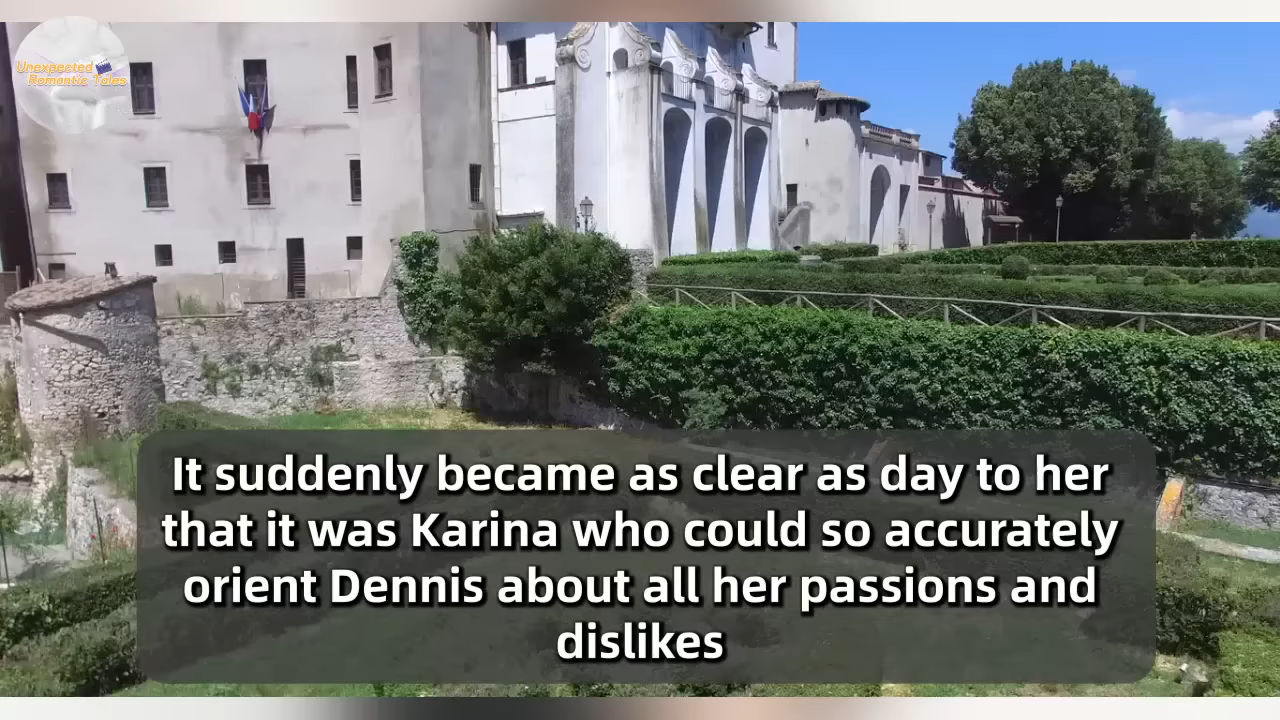 Unexpected
Romantic Tales
It suddenly became as clear as day to her
that it was Karina who could so accurately
orient Dennis about all her passions and
dislikes